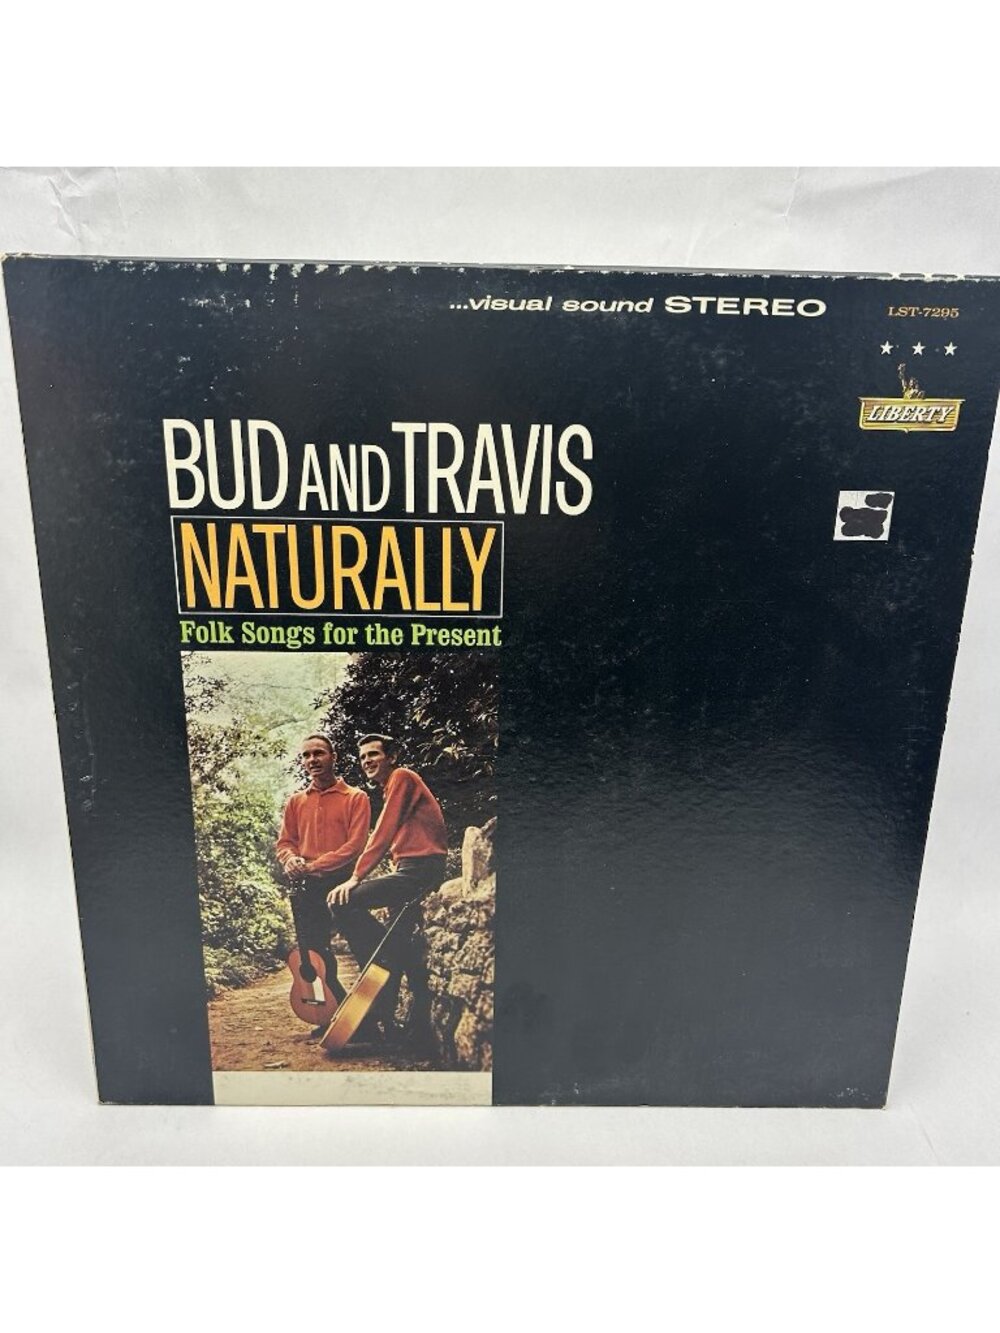 ...visual sound STEREO
LST-7295
LIBERTY
BUD AND TRAVIS
NATURALLY
Folk Songs for the Present